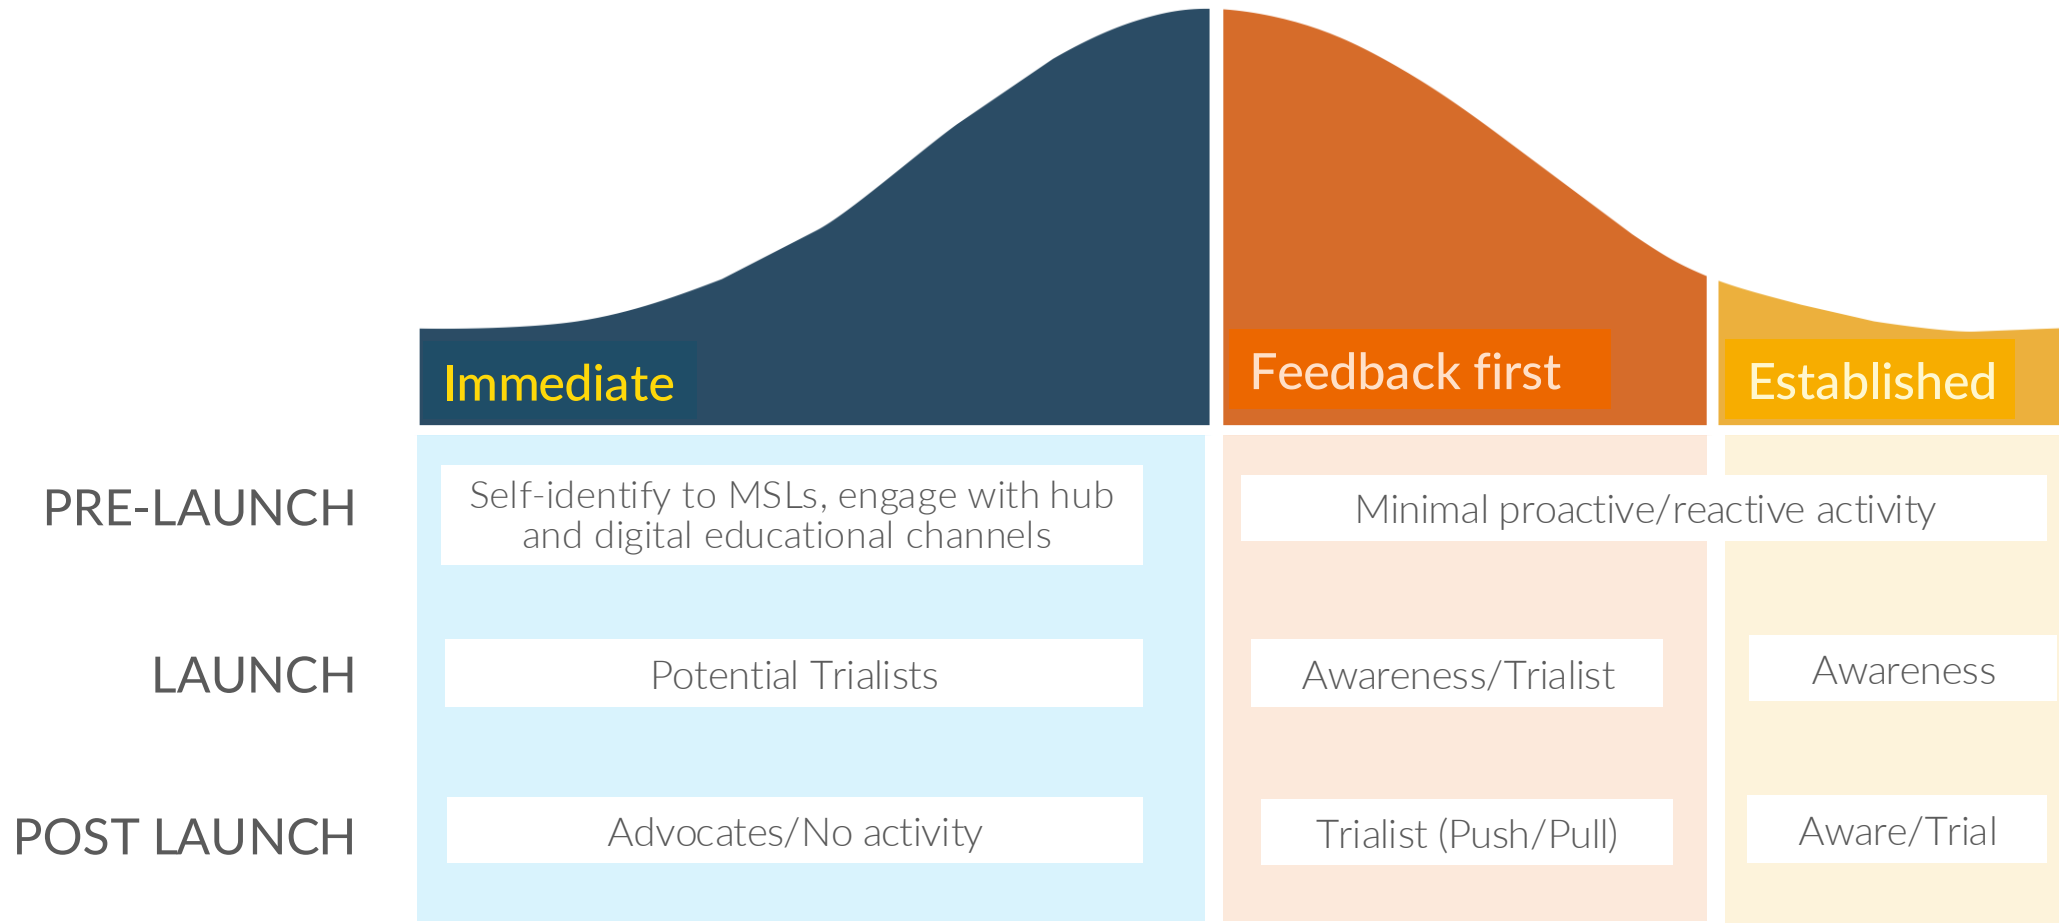 Immediate
Feedback first
Established
PRE-LAUNCH
Self-identify to MSLs, engage with hub
and digital educational channels
Minimal proactive/reactive activity
LAUNCH
Potential Trialists
Awareness/Trialist
Awareness
POST LAUNCH
Advocates/No activity
Trialist (Push/Pull)
Aware/Trial